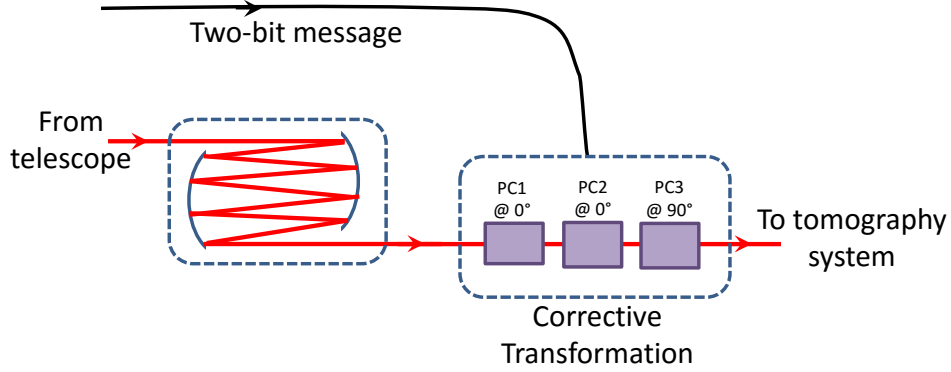 Two-bit message
From
telescope
PC1
@ 0°
PC2
@ 0°
PC3
@ 90°
To tomography
system
Corrective
Transformation